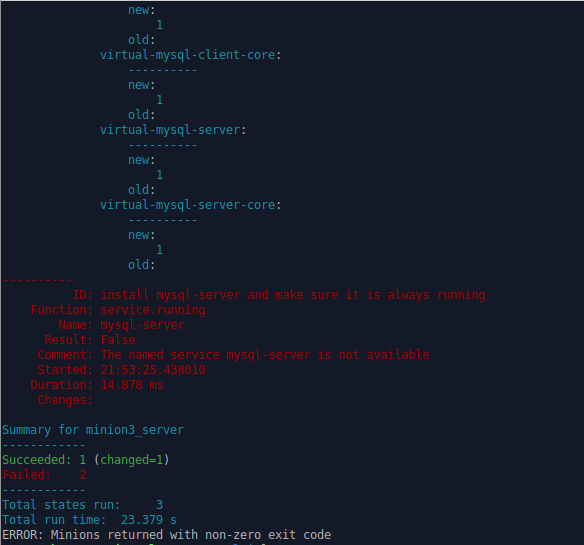 new:
1
old:
virtual-mysql-client-core:
----------
new:
1
old:
virtual-mysql-server:
----------
new:
1
old:
virtual-mysql-server-core:
----------
new:
1
old:
----------
ID: install mysql-server and make sure it is always running
Function: service.running
Name: mysql-server
Result: False
Comment: The named service mysql-server is not available
Started: 21:53:25.438010
Duration: 14.878 ms
Changes:
Summary for minion3_server
------------
Succeeded: 1 (changed=1)
Failed:    2
------------
Total states run:     3
Total run time:  23.379 s
ERROR: Minions returned with non-zero exit code